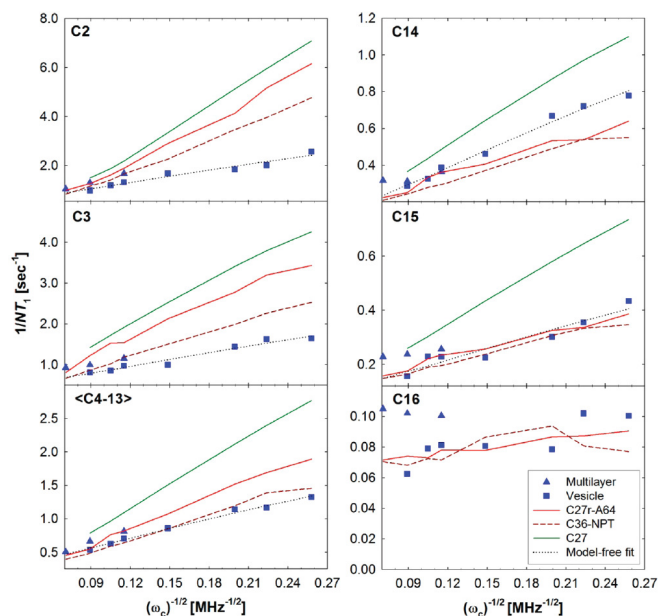 C2
8.0
6.0
4.0
2.0
C3
4.0
3.0
2.0
1.0
1/NT1 [sec-1]
<C4-13>
2.5
2.0
1.5
1.0
0.5
0.09 0.12 0.15 0.18 0.21 0.24 0.27
(ωc)-1/2 [MHz-1/2]
C14
1.2
1.0
0.8
0.6
0.4
C15
0.6
0.4
0.2
C16
0.10
0.08
0.06
0.04
0.02
0.00
Multilayer
Vesicle
C27r-A64
C36-NPT
C27
Model-free fit
0.09 0.12 0.15 0.18 0.21 0.24 0.27
(ωc)-1/2 [MHz-1/2]